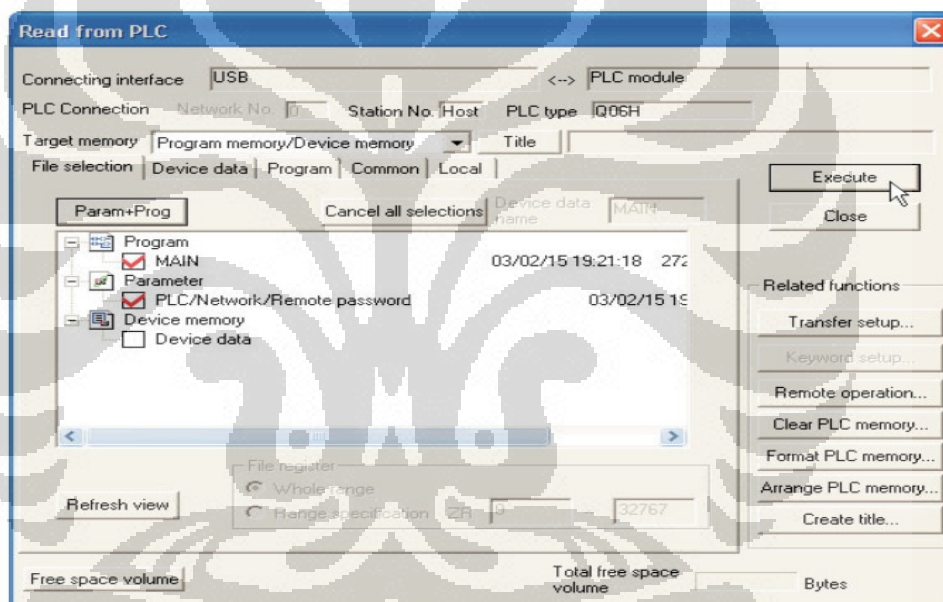 Read from PLC
Connecting interface USB <--> PLC module
PLC Connection Network No. 0 Station No. Host PLC type Q06H
Target memory Program memory/Device memory Title
File selection Device data Program Common Local
Execute
Param+Prog Cancel all selections Device data name MAIN
Close
Program
MAIN 03/02/15 19:21:18 272
Parameter
PLC/Network/Remote password 03/02/15 19
Device memory
Device data
Related functions
Transfer setup...
Keyword setup...
Remote operation...
Clear PLC memory...
Format PLC memory...
Arrange PLC memory...
Create title...
File register
Whole range
Refresh view
Range specification ZR 0 - 32767
Free space volume Total free space volume Bytes